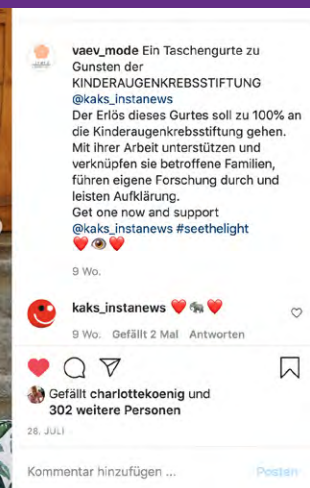 vaev_mode Ein Taschengurte zu
Gunsten der
KINDERAUGENKREBSSTIFTUNG
@kaks_instanews
Der Erlös dieses Gurtes soll zu 100% an
die Kinderaugenkrebsstiftung gehen.
Mit ihrer Arbeit unterstützen und
verknüpfen sie betroffene Familien,
führen eigene Forschung durch und
leisten Aufklärung.
Get one now and support
@kaks_instanews #seethelight
❤️👁️❤️
9 Wo.
kaks_instanews ❤️🐘❤️
9 Wo. Gefällt 2 Mal Antworten
Gefällt charlottekoenig und
302 weitere Personen
26. JULI
Kommentar hinzufügen ... Posten